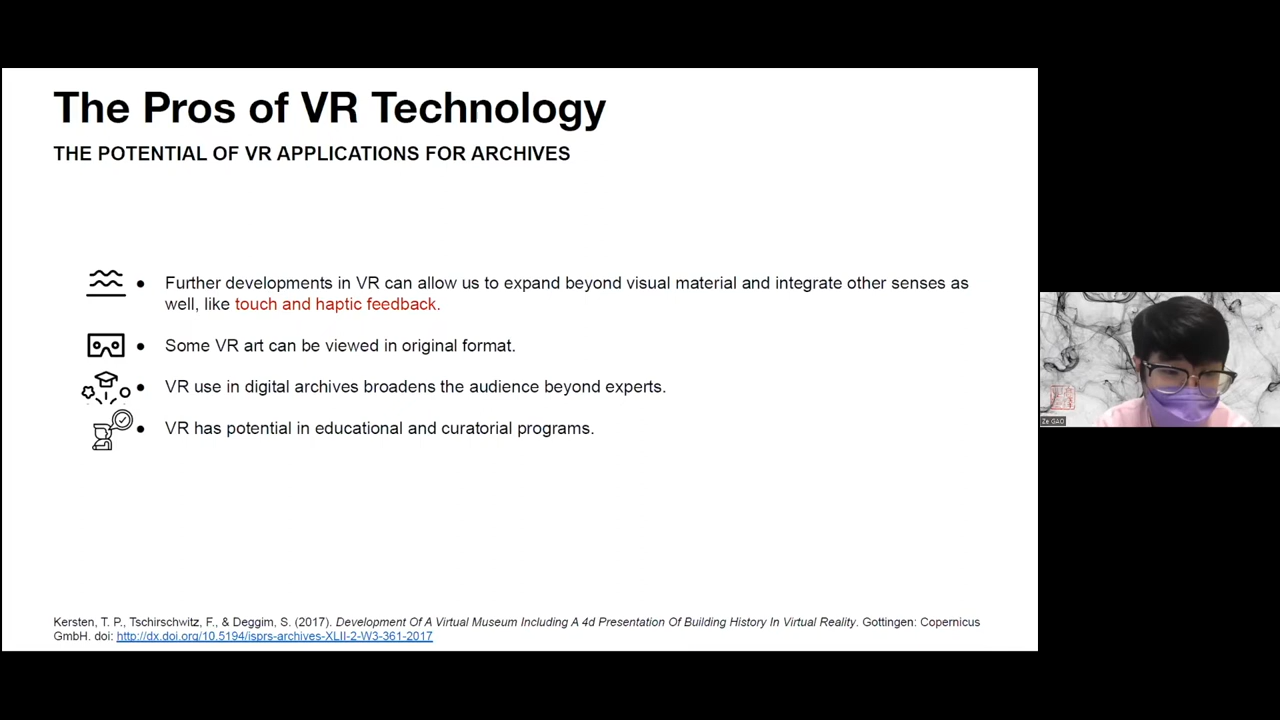 The Pros of VR Technology
THE POTENTIAL OF VR APPLICATIONS FOR ARCHIVES
● Further developments in VR can allow us to expand beyond visual material and integrate other senses as
well, like touch and haptic feedback.
● Some VR art can be viewed in original format.
● VR use in digital archives broadens the audience beyond experts.
● VR has potential in educational and curatorial programs.
Kersten, T. P., Tschirschwitz, F., & Deggim, S. (2017). Development Of A Virtual Museum Including A 4d Presentation Of Building History In Virtual Reality. Gottingen: Copernicus
GmbH. doi: http://dx.doi.org/10.5194/isprs-archives-XLII-2-W3-361-2017
Ze GAO